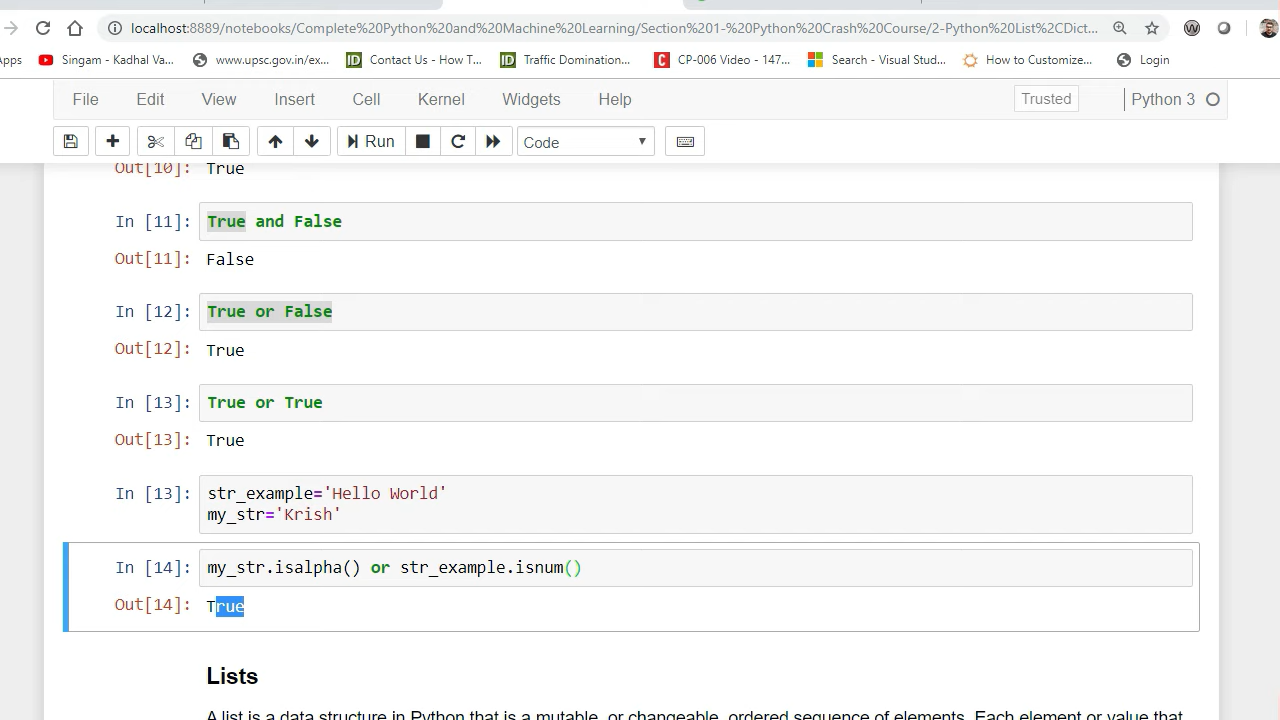 localhost:8889/notebooks/Complete%20Python%20and%20Machine%20Learning/Section%201-%20Python%20Crash%20Course/2-Python%20List%2CDict...
Apps
Singam - Kadhal Va...
www.upsc.gov.in/ex...
Contact Us - How T...
Traffic Domination...
CP-006 Video - 147...
Search - Visual Stud...
How to Customize...
Login
File Edit View Insert Cell Kernel Widgets Help
Trusted
Python 3
Run
Code
Out[10]: True
In [11]: True and False
Out[11]: False
In [12]: True or False
Out[12]: True
In [13]: True or True
Out[13]: True
In [13]: str_example='Hello World'
my_str='Krish'
In [14]: my_str.isalpha() or str_example.isnum()
Out[14]: True
Lists
A list is a data structure in Python that is a mutable, or changeable, ordered sequence of elements. Each element or value that